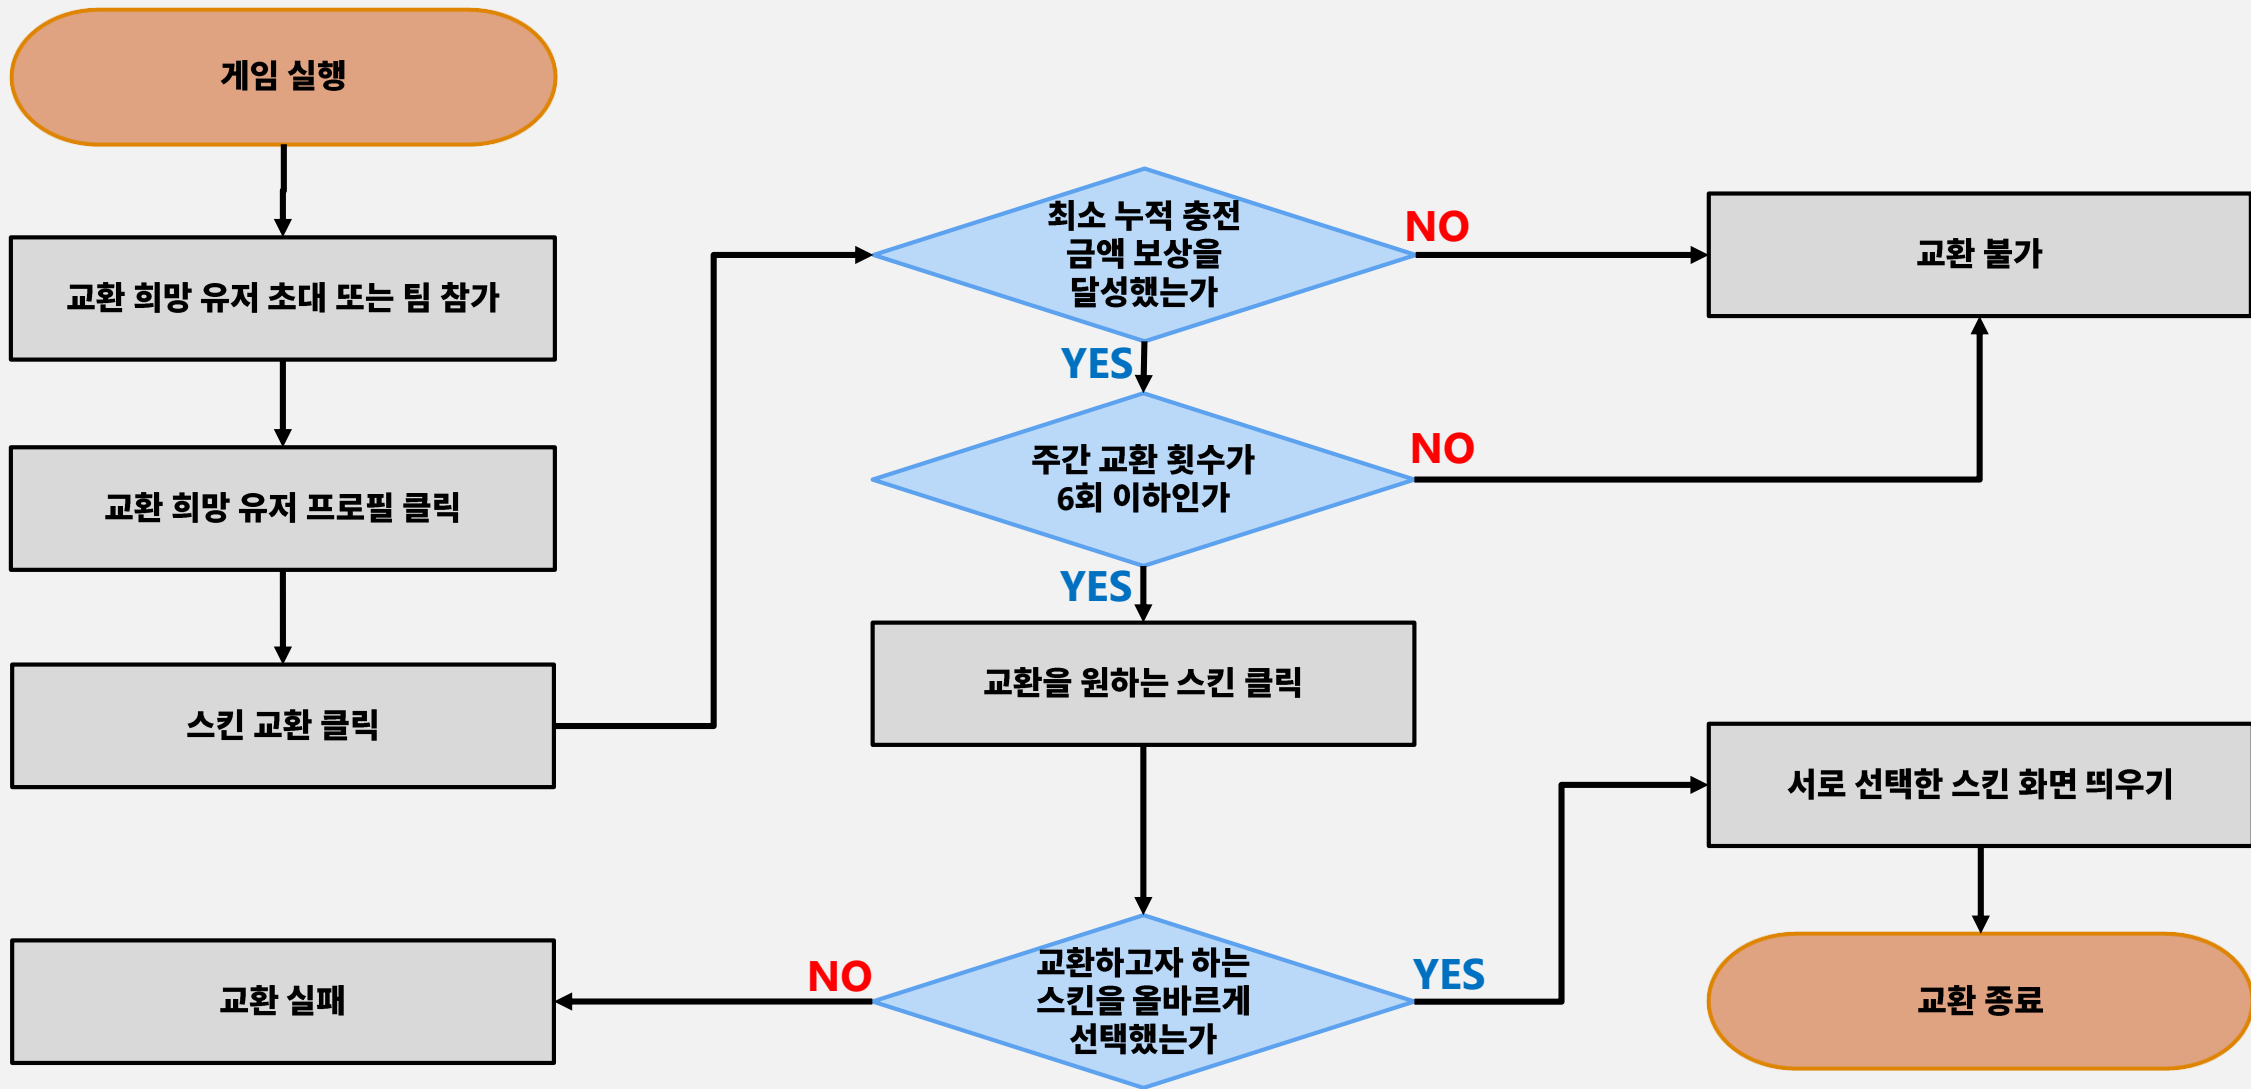 게임 실행
교환 희망 유저 초대 또는 팀 참가
교환 희망 유저 프로필 클릭
스킨 교환 클릭
최소 누적 충전
금액 보상을
달성했는가
NO
교환 불가
YES
주간 교환 횟수가
6회 이하인가
NO
YES
교환을 원하는 스킨 클릭
교환하고자 하는
스킨을 올바르게
선택했는가
NO
교환 실패
YES
서로 선택한 스킨 화면 띄우기
교환 종료